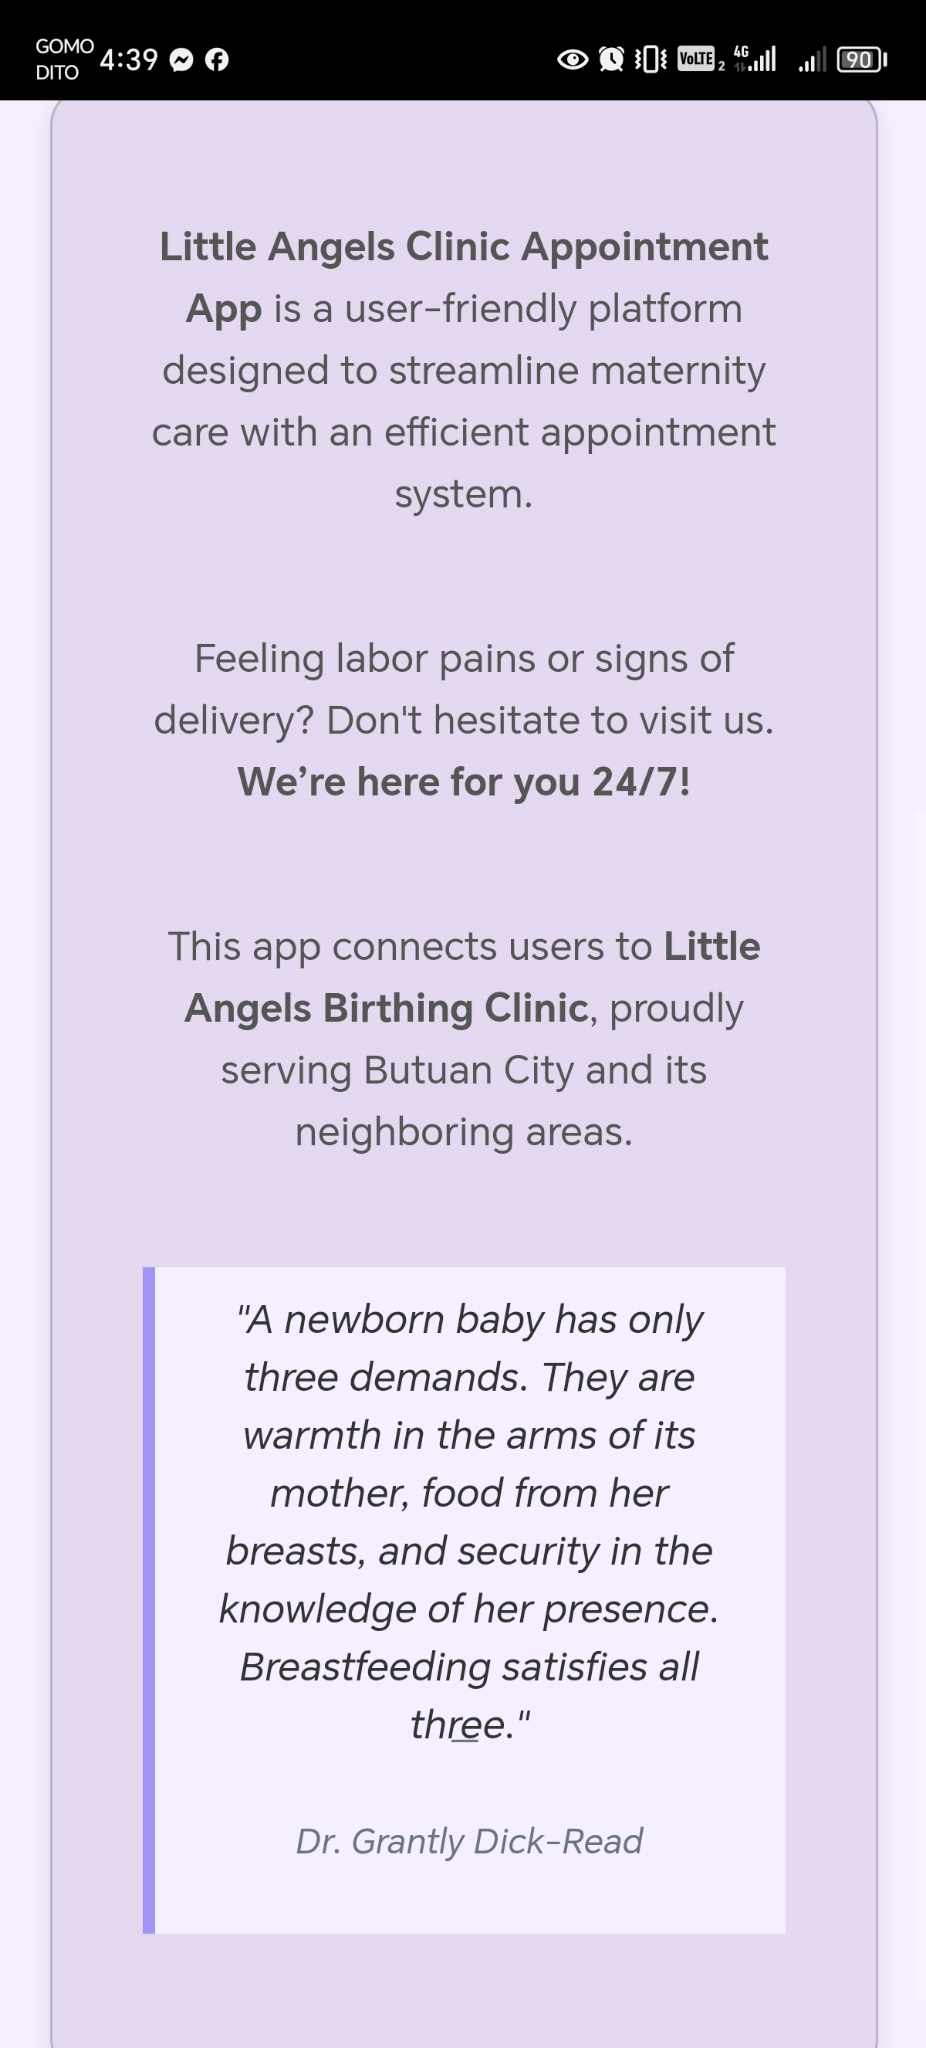 GOMO
DITO
4:39
VoLTE 2
4G
90
Little Angels Clinic Appointment
App is a user-friendly platform
designed to streamline maternity
care with an efficient appointment
system.
Feeling labor pains or signs of
delivery? Don't hesitate to visit us.
We’re here for you 24/7!
This app connects users to Little
Angels Birthing Clinic, proudly
serving Butuan City and its
neighboring areas.
"A newborn baby has only
three demands. They are
warmth in the arms of its
mother, food from her
breasts, and security in the
knowledge of her presence.
Breastfeeding satisfies all
three."
Dr. Grantly Dick-Read